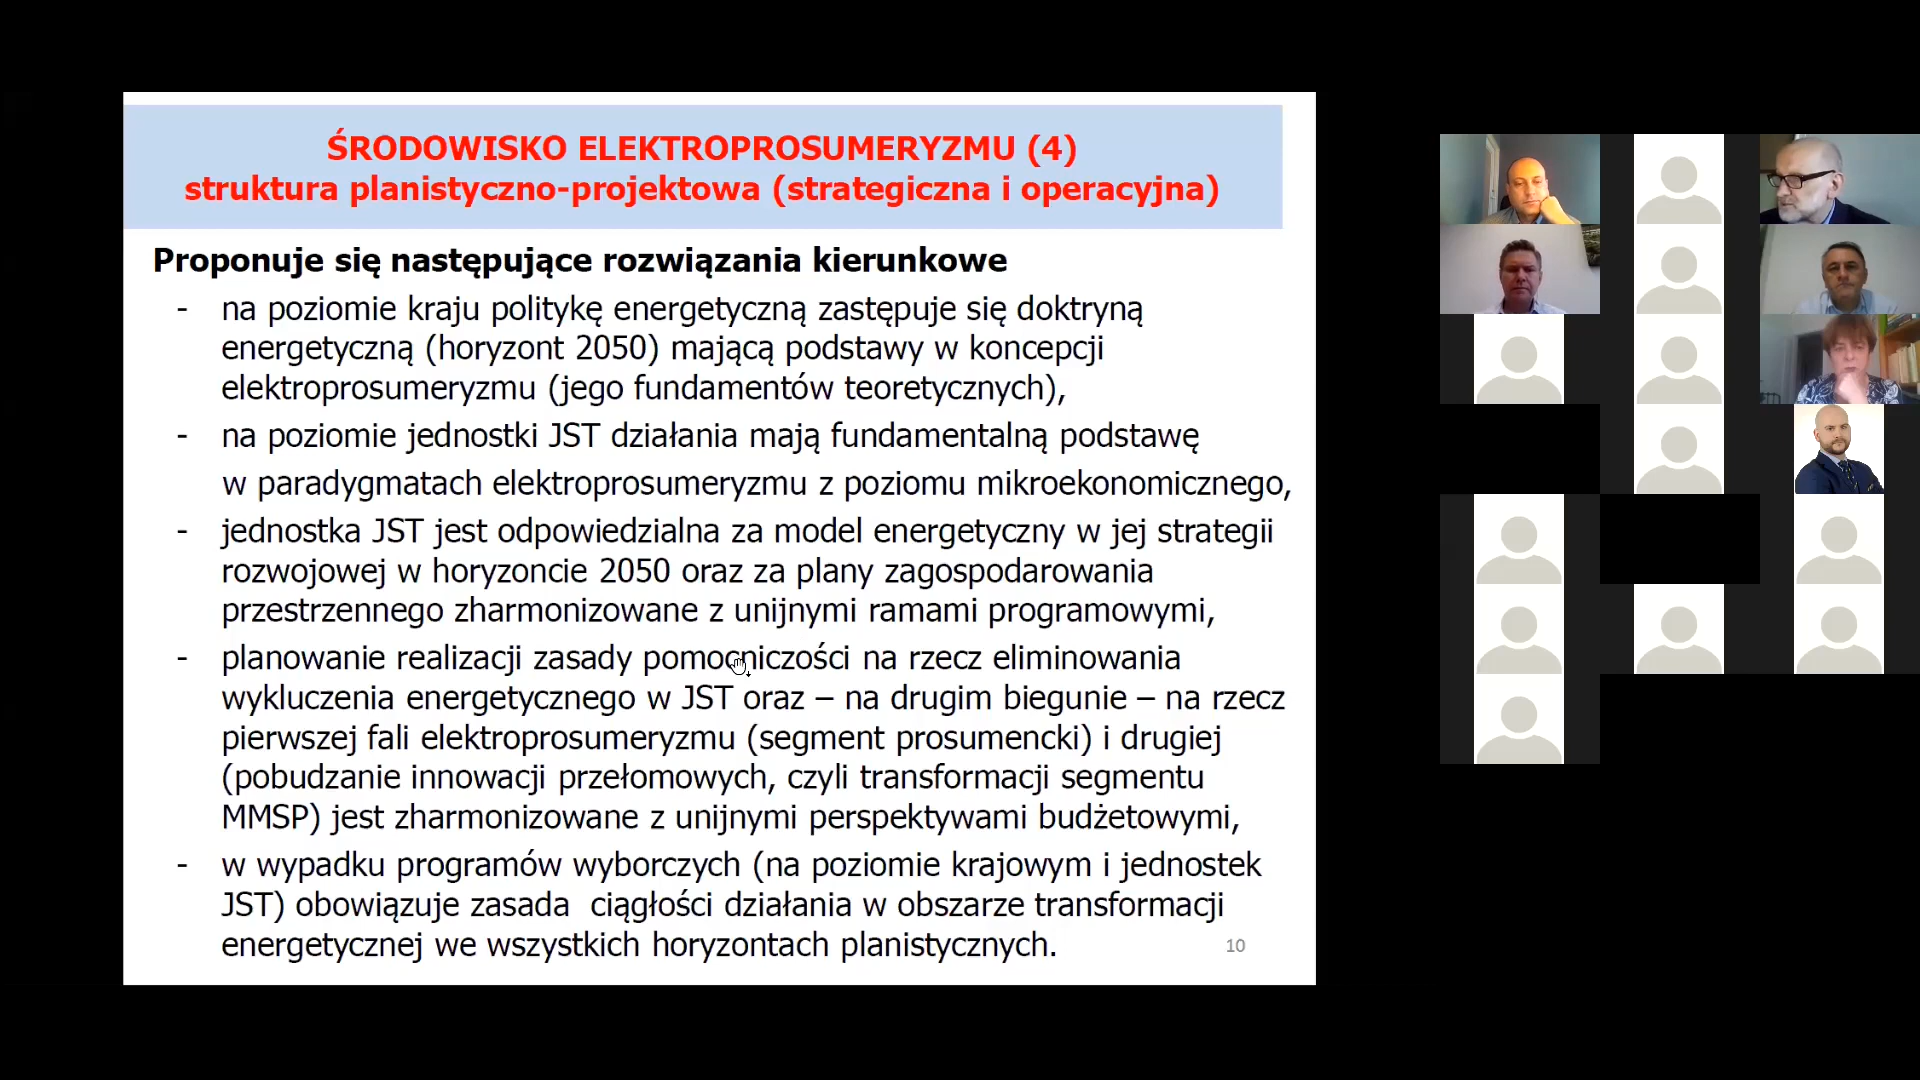 ŚRODOWISKO ELEKTROPROSUMERYZMU (4)
struktura planistyczno-projektowa (strategiczna i operacyjna)
Proponuje się następujące rozwiązania kierunkowe
- na poziomie kraju politykę energetyczną zastępuje się doktryną
energetyczną (horyzont 2050) mającą podstawy w koncepcji
elektroprosumeryzmu (jego fundamentów teoretycznych),
- na poziomie jednostki JST działania mają fundamentalną podstawę
w paradygmatach elektroprosumeryzmu z poziomu mikroekonomicznego,
- jednostka JST jest odpowiedzialna za model energetyczny w jej strategii
rozwojowej w horyzoncie 2050 oraz za plany zagospodarowania
przestrzennego zharmonizowane z unijnymi ramami programowymi,
- planowanie realizacji zasady pomocniczości na rzecz eliminowania
wykluczenia energetycznego w JST oraz – na drugim biegunie – na rzecz
pierwszej fali elektroprosumeryzmu (segment prosumencki) i drugiej
(pobudzanie innowacji przełomowych, czyli transformacji segmentu
MMSP) jest zharmonizowane z unijnymi perspektywami budżetowymi,
- w wypadku programów wyborczych (na poziomie krajowym i jednostek
JST) obowiązuje zasada  ciągłości działania w obszarze transformacji
energetycznej we wszystkich horyzontach planistycznych.
10